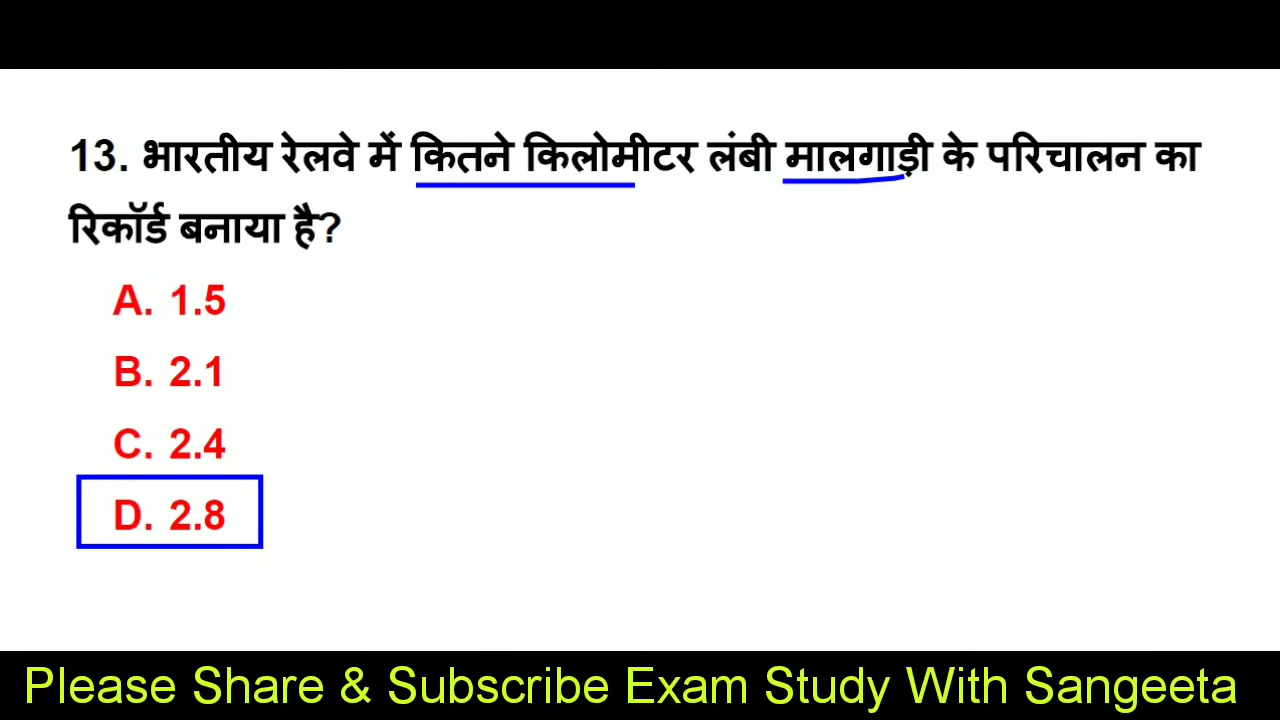 13. भारतीय रेलवे में कितने किलोमीटर लंबी मालगाड़ी के परिचालन का
रिकॉर्ड बनाया है?
A. 1.5
B. 2.1
C. 2.4
D. 2.8
Please Share & Subscribe Exam Study With Sangeeta